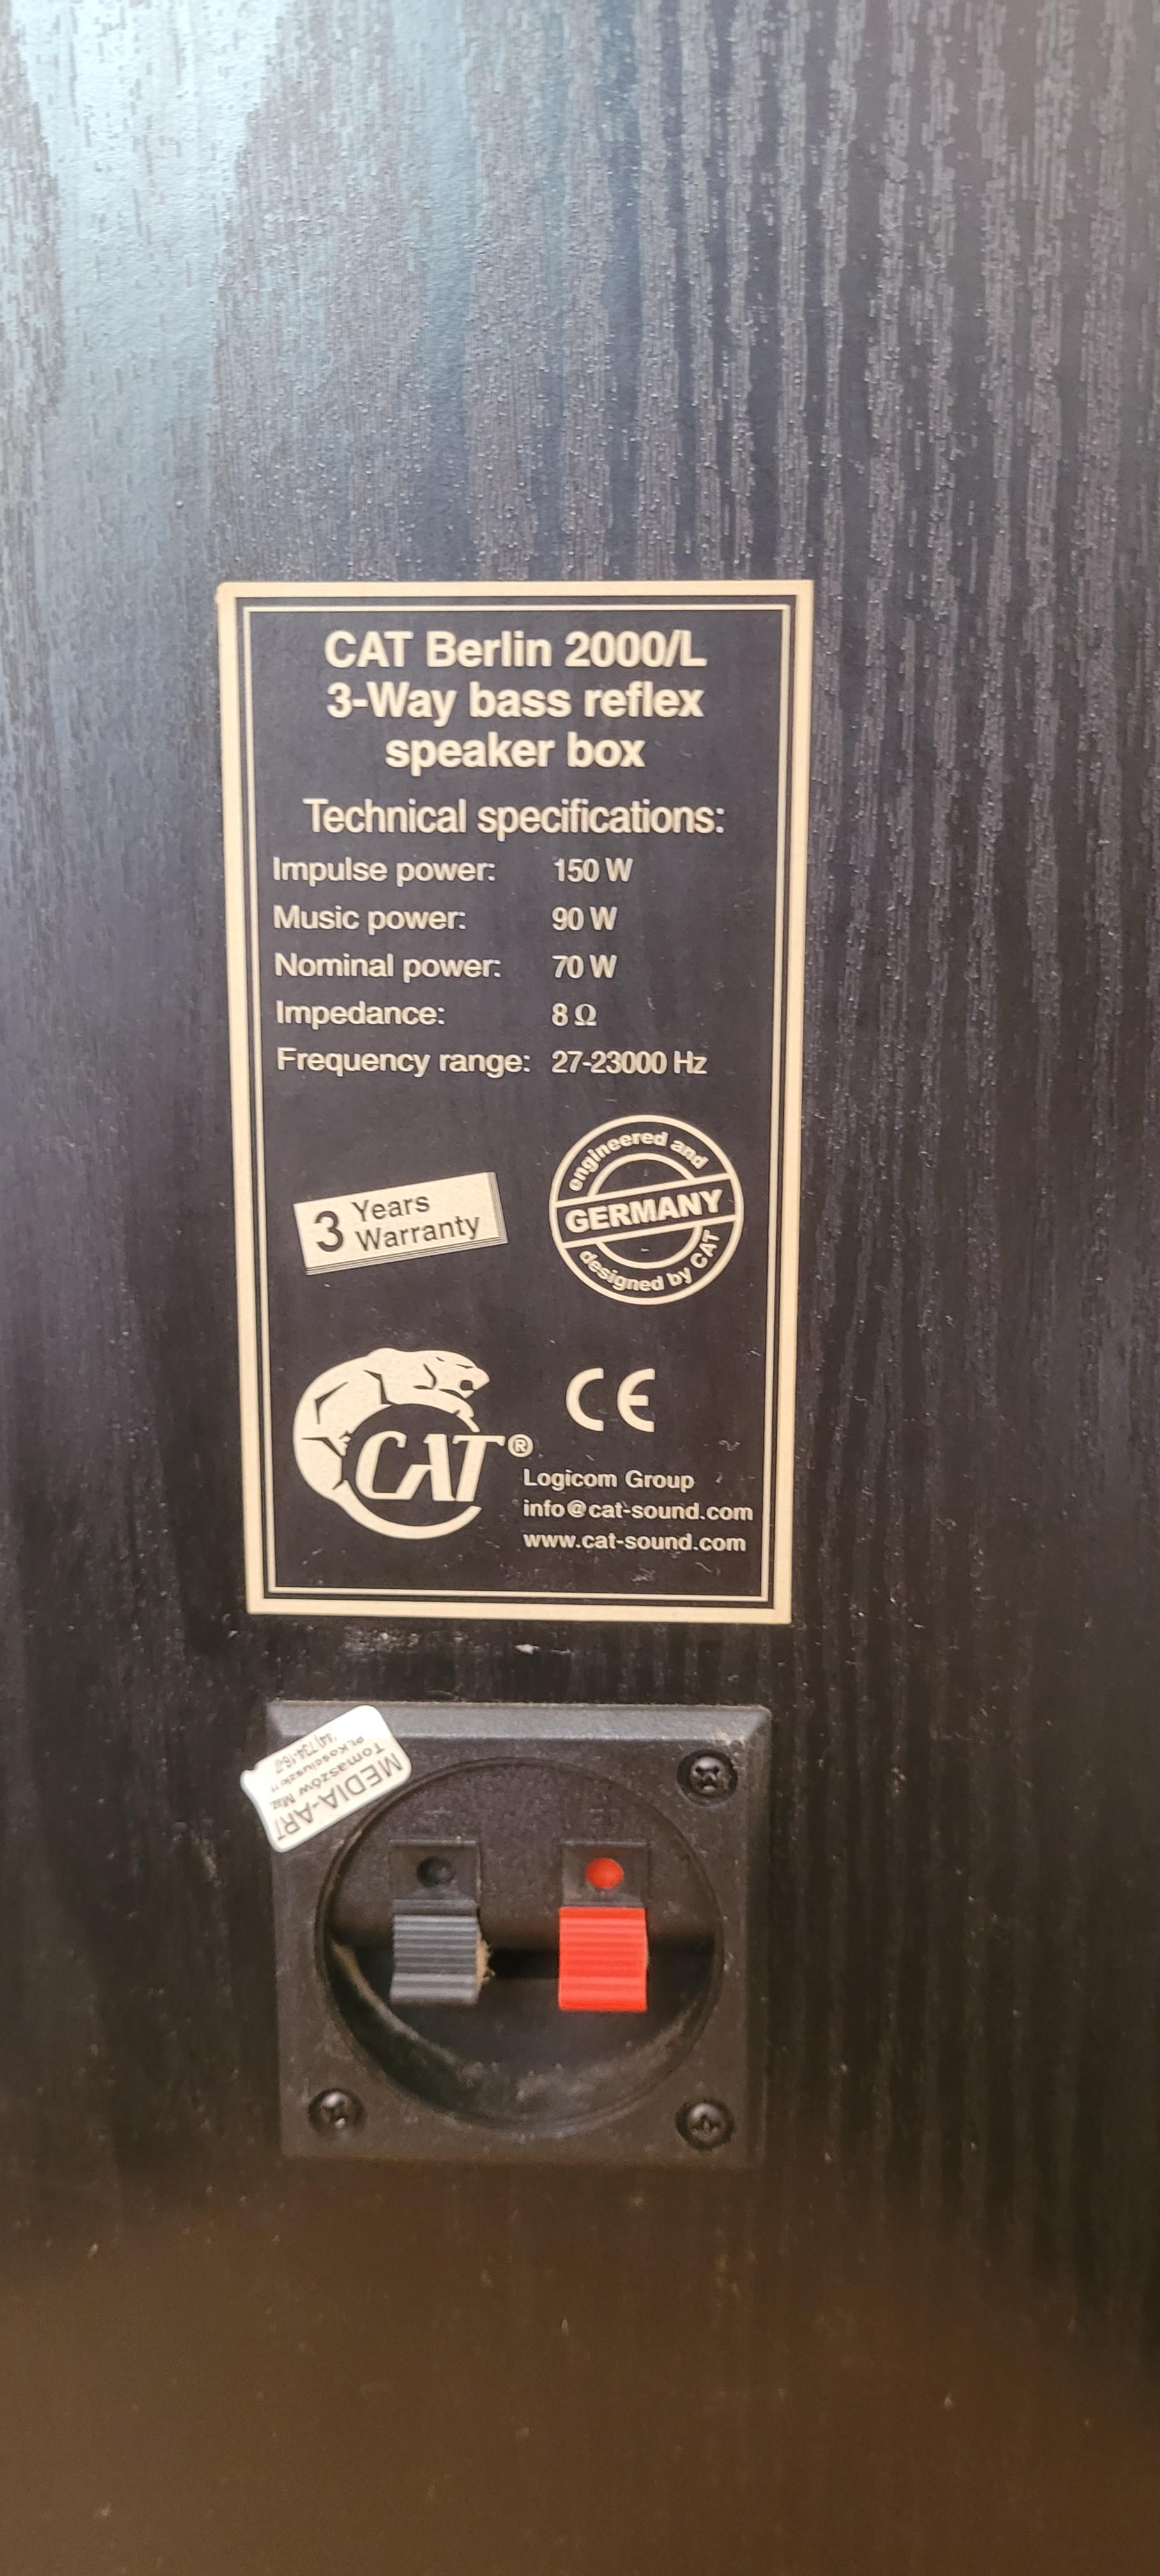 CAT Berlin 2000/L
3-Way bass reflex
speaker box
Technical specifications:
Impulse power: 150 W
Music power: 90 W
Nominal power: 70 W
Impedance: 8 Ω
Frequency range: 27-23000 Hz
3 Years
Warranty
engineered and
GERMANY
designed by CAT
CE
CAT®
Logicom Group
info@cat-sound.com
www.cat-sound.com
MEDIA-ART
Tomaszów Maz